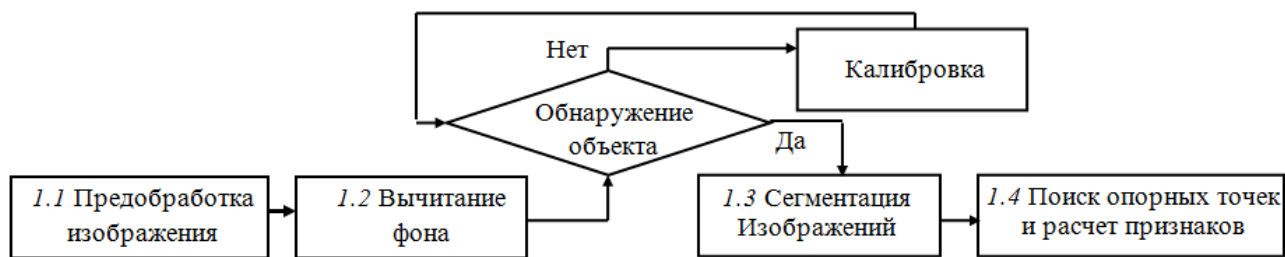 Нет
Калибровка
Обнаружение
объекта
Да
1.1 Предобработка
изображения
1.2 Вычитание
фона
1.3 Сегментация
Изображений
1.4 Поиск опорных точек
и расчет признаков